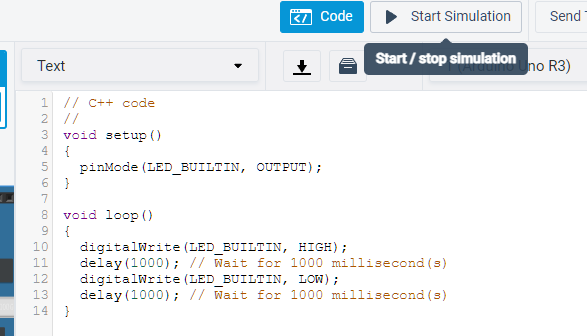 Code
Start Simulation
Send
Start / stop simulation
Text
Uno R3)
1 // C++ code
2 //
3 void setup()
4 {
5   pinMode(LED_BUILTIN, OUTPUT);
6 }
7
8 void loop()
9 {
10   digitalWrite(LED_BUILTIN, HIGH);
11   delay(1000); // Wait for 1000 millisecond(s)
12   digitalWrite(LED_BUILTIN, LOW);
13   delay(1000); // Wait for 1000 millisecond(s)
14 }